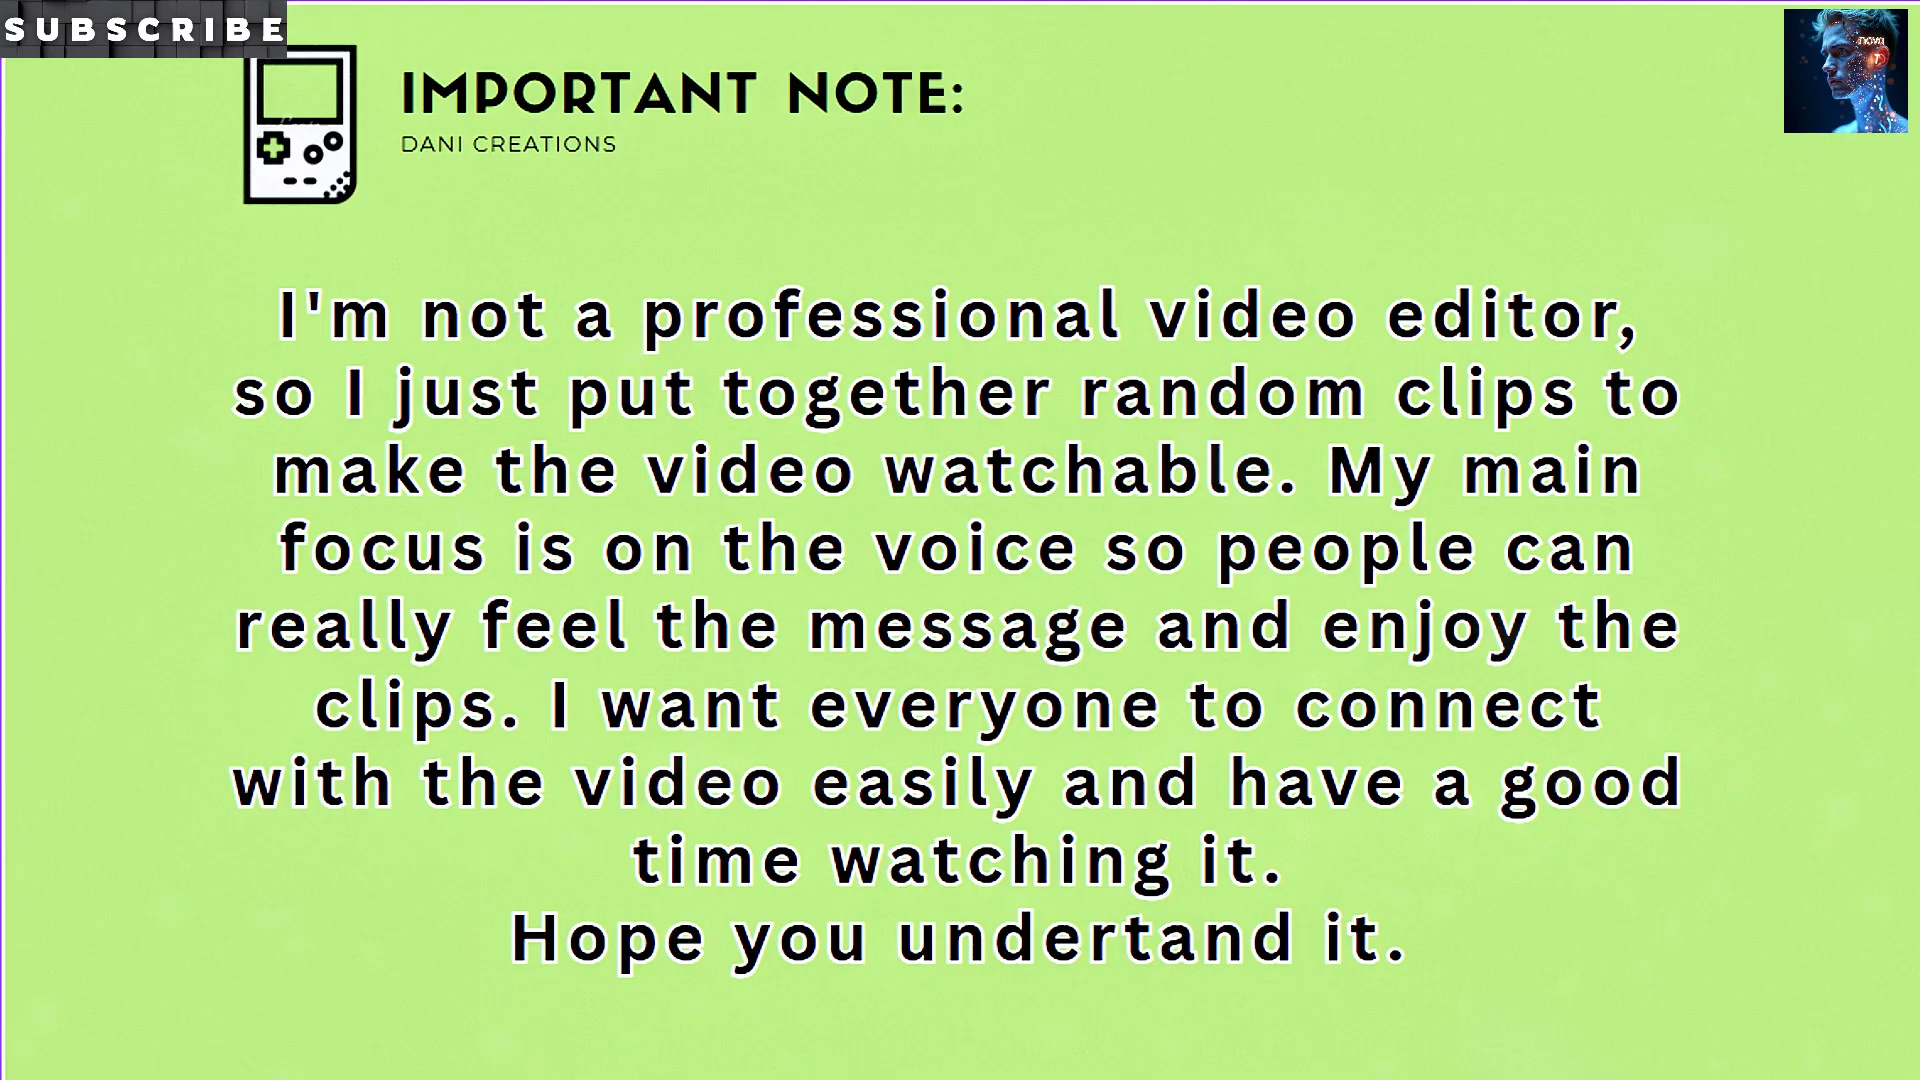 SUBSCRIBE
IMPORTANT NOTE:
DANI CREATIONS
nova
I'm not a professional video editor,
so I just put together random clips to
make the video watchable. My main
focus is on the voice so people can
really feel the message and enjoy the
clips. I want everyone to connect
with the video easily and have a good
time watching it.
Hope you undertand it.